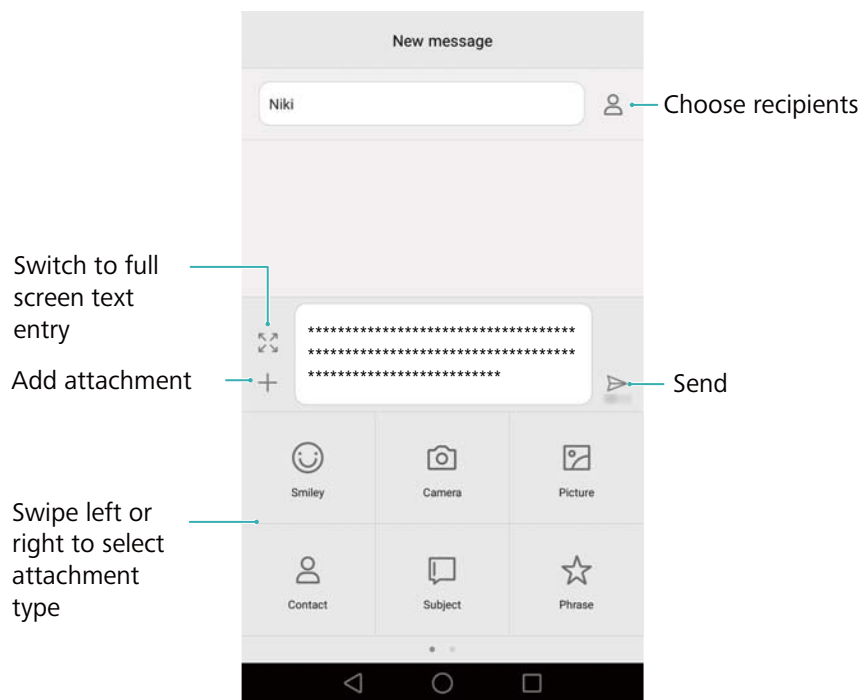 New message
Niki
Choose recipients
Switch to full
screen text
entry
************************************
************************************
**************************
Add attachment
Send
Smiley
Camera
Picture
Swipe left or
right to select
attachment
type
Contact
Subject
Phrase